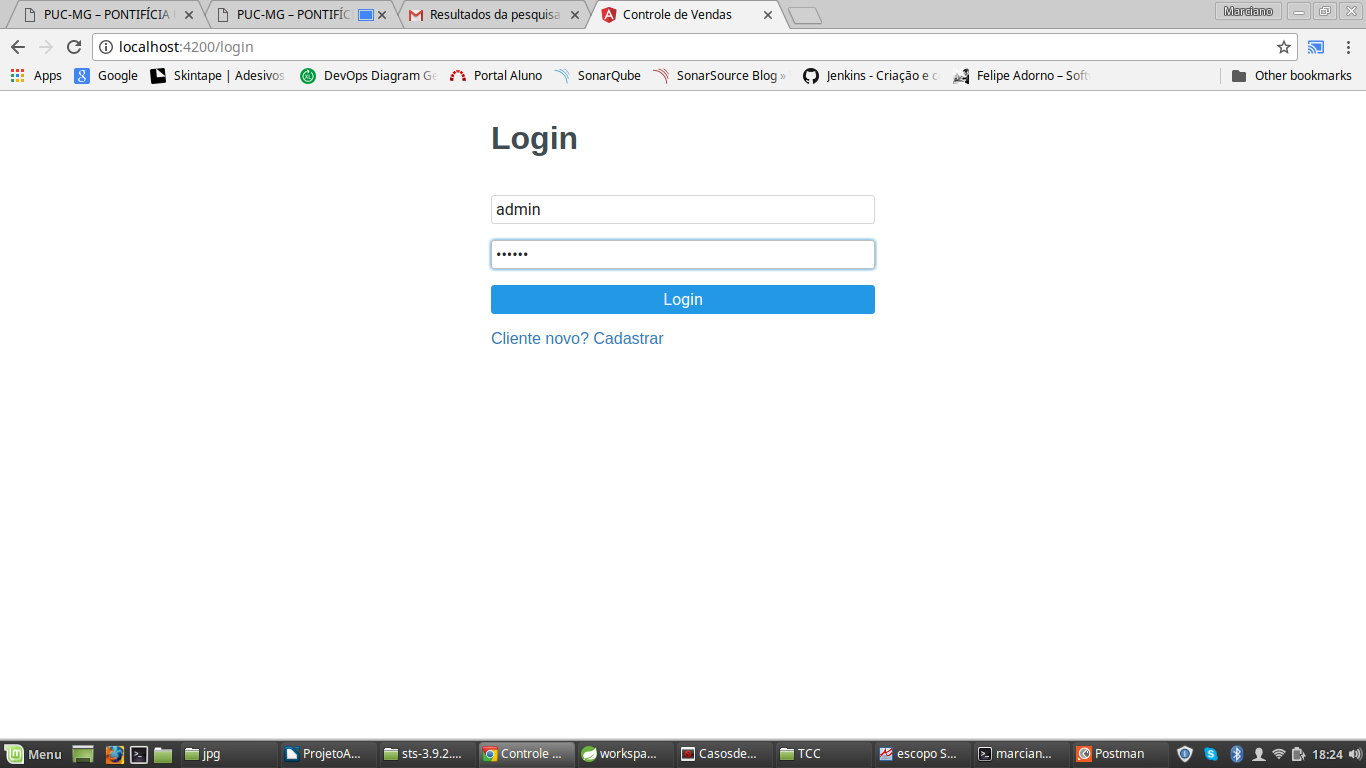 PUC-MG – PONTIFÍCIA
PUC-MG – PONTIFÍC
Resultados da pesquisa
Controle de Vendas
Marciano
localhost:4200/login
Apps
Google
Skintape | Adesivos
DevOps Diagram Ge
Portal Aluno
SonarQube
SonarSource Blog »
Jenkins - Criação e c
Felipe Adorno – Soft
Other bookmarks
Login
admin
••••••
Login
Cliente novo? Cadastrar
Menu
jpg
ProjetoA...
sts-3.9.2....
Controle ...
workspa...
Casosde...
TCC
escopo S...
marcian...
Postman
18:24